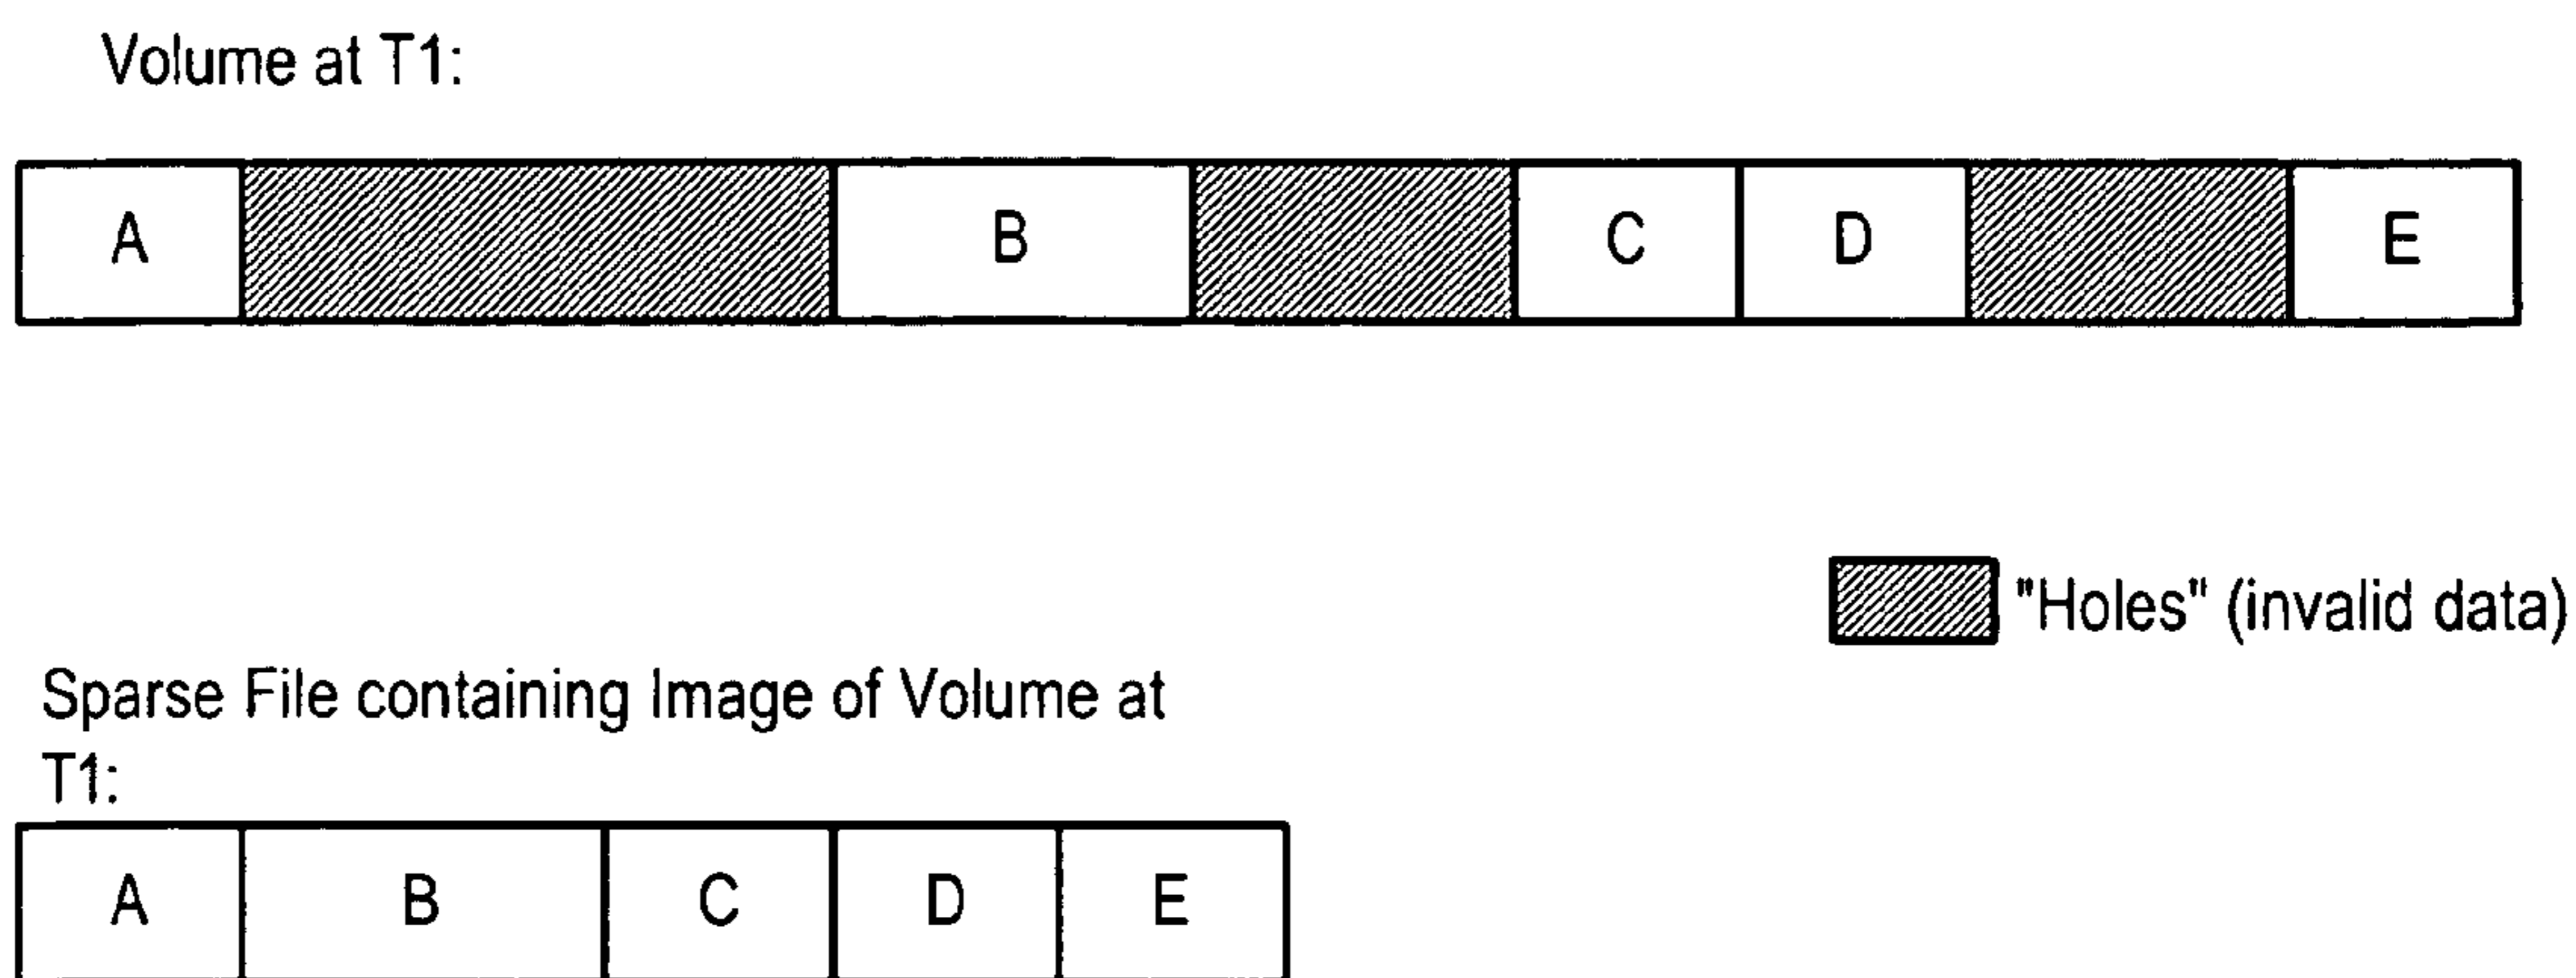 Volume at T1:
A B C D E
"Holes" (invalid data)
Sparse File containing Image of Volume at
T1:
A B C D E